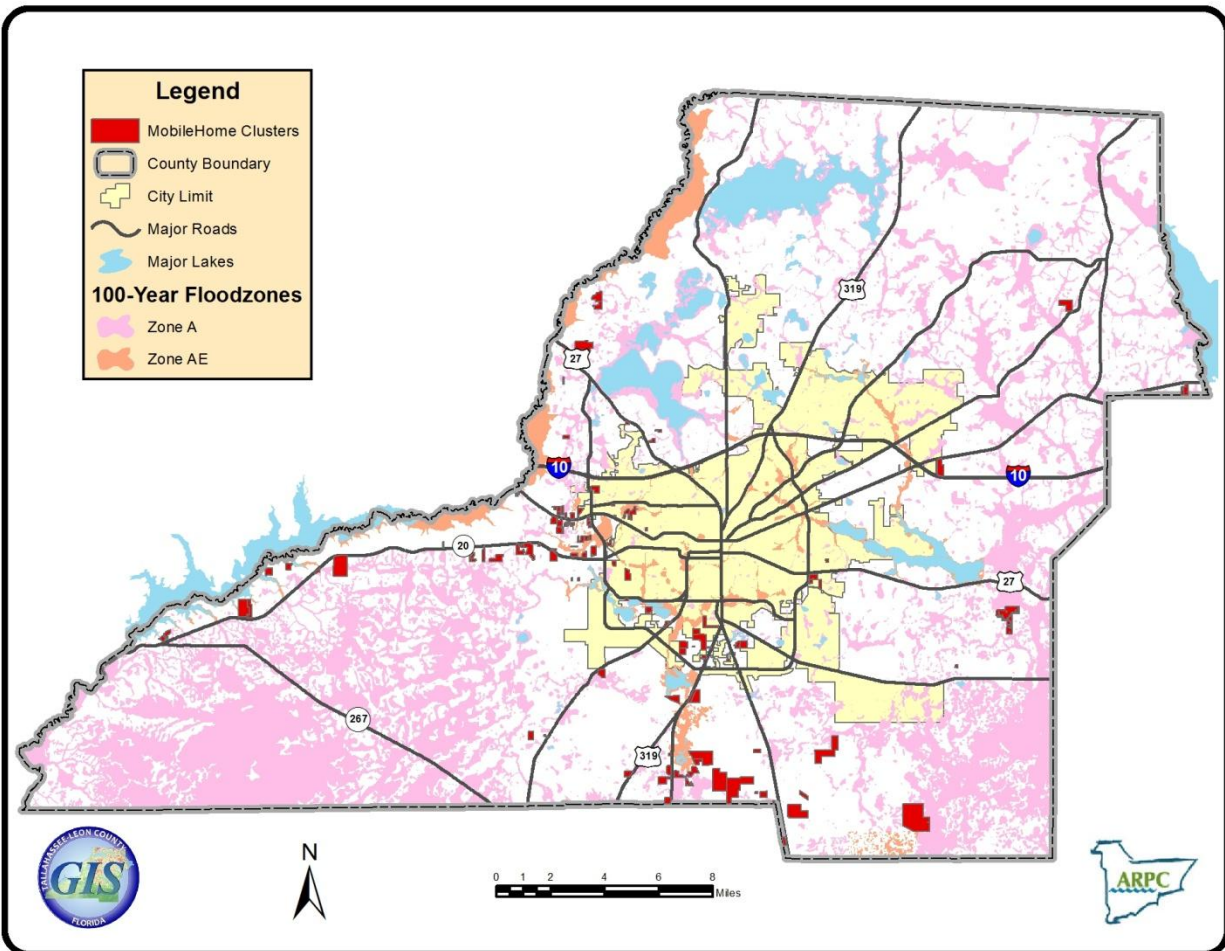 Legend
MobileHome Clusters
County Boundary
City Limit
Major Roads
Major Lakes
100-Year Floodzones
Zone A
Zone AE
319
27
10
10
20
27
267
319
TALLAHASSEE-LEON COUNTY
GIS
FLORIDA
N
0 1 2 4 6 8
Miles
ARPC